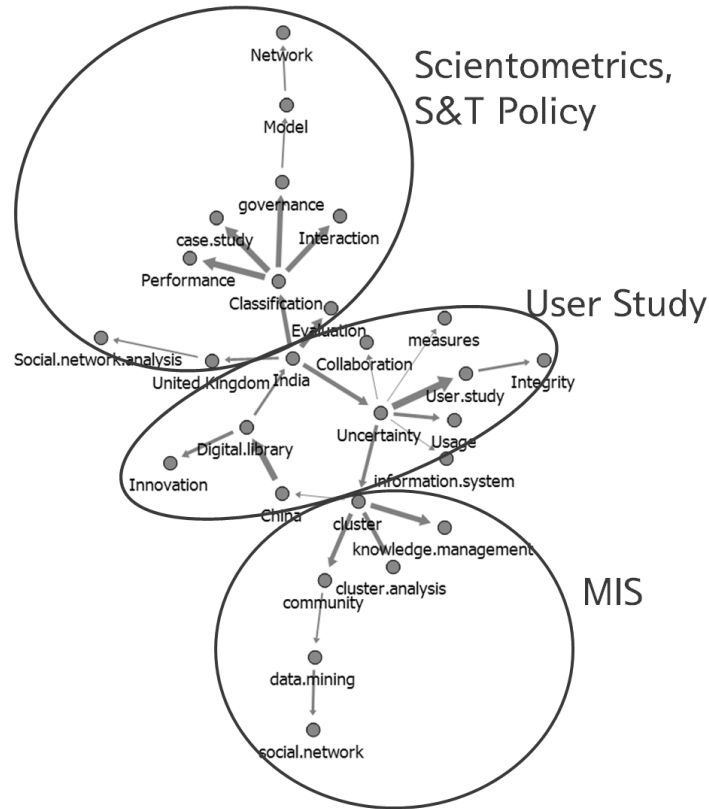 Network
Scientometrics,
S&T Policy
Model
governance
case.study
Interaction
Performance
Classification
User Study
Evaluation
measures
Social.network.analysis
United.Kingdom
India
Collaboration
Integrity
User.study
Uncertainty
Usage
Digital.library
Innovation
information.system
China
cluster
knowledge.management
cluster.analysis
MIS
community
data.mining
social.network